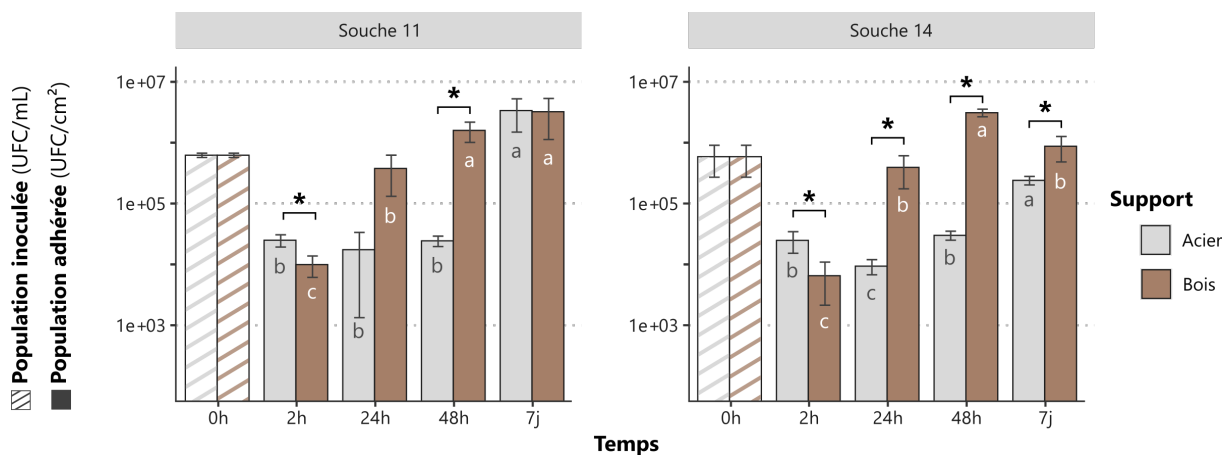 Souche 11
Souche 14
Population inoculée (UFC/mL)
Population adhérée (UFC/cm²)
1e+07
1e+05
1e+03
*
*
b
c
b
b
b
a
a
a
0h
2h
24h
48h
7j
1e+07
1e+05
1e+03
*
*
*
*
b
c
c
b
b
a
a
b
0h
2h
24h
48h
7j
Temps
Support
Acier
Bois